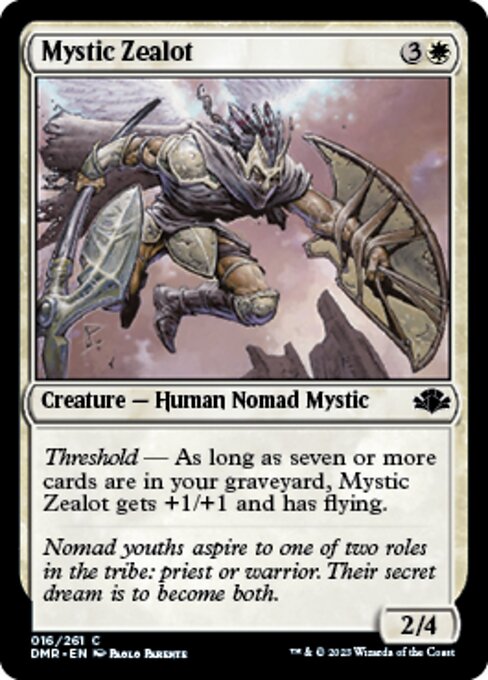 Mystic Zealot 3
Creature — Human Nomad Mystic
Threshold — As long as seven or more
cards are in your graveyard, Mystic
Zealot gets +1/+1 and has flying.
Nomad youths aspire to one of two roles
in the tribe: priest or warrior. Their secret
dream is to become both.
2/4
016/261 C
DMR • EN Paolo Parente
™ & © 2023 Wizards of the Coast